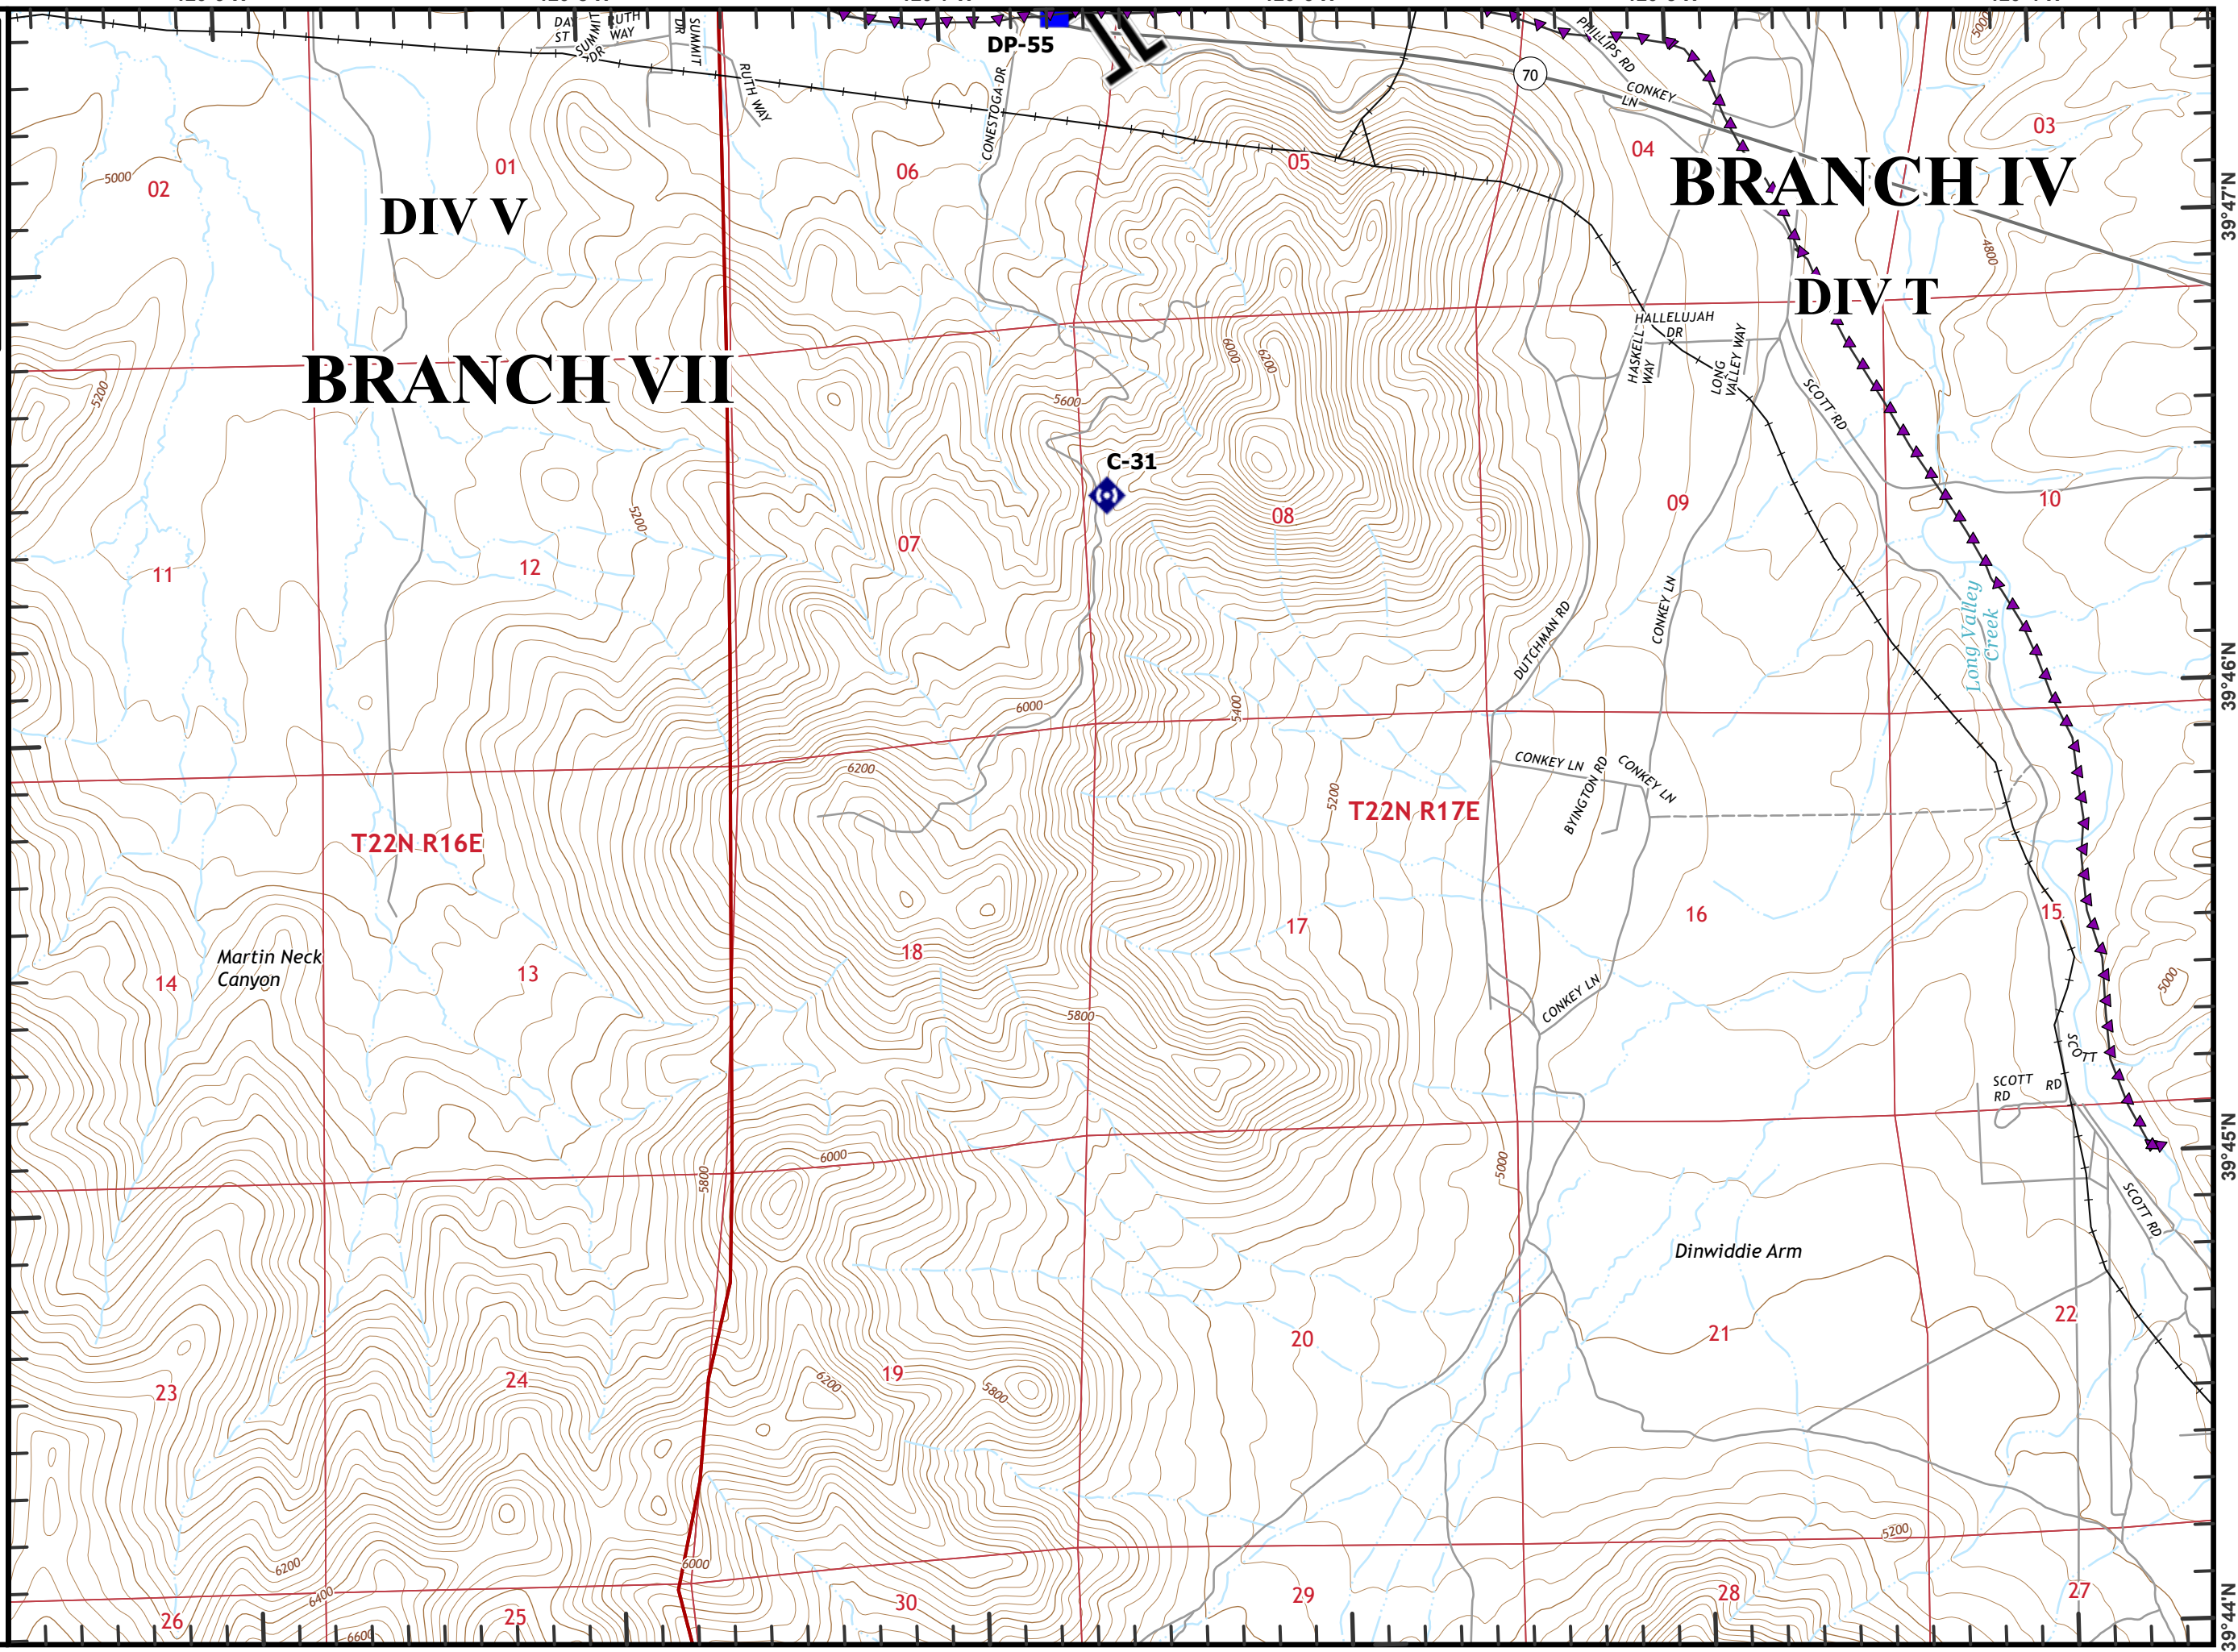 DAY
ST
SUMMIT
DR
RUTH
WAY
SUMMIT
DR
RUTH WAY
DP-55
CONESTOGA DR
70
PHILLIPS RD
CONKEY
LN
5000
03
04
05
06
01
02
5000
BRANCH IV
39°47'N
DIV V
4800
DIV T
HALLELUJAH
DR
HASKELL
WAY
LONG
VALLEY WAY
SCOTT RD
BRANCH VII
5200
6000
6200
5600
C-31
10
09
08
07
5200
12
11
Long Valley
Creek
CONKEY LN
DUTCHMAN RD
39°46'N
6000
5400
6200
CONKEY LN
BYINGTON RD
CONKEY LN
5200
T22N R17E
T22N R16E
15
16
17
18
13
14
Martin Neck
Canyon
5000
CONKEY LN
5800
SCOTT
RD
SCOTT
RD
39°45'N
6000
5800
5000
SCOTT RD
Dinwiddie Arm
22
21
20
19
24
23
6200
5800
5200
6000
6200
6400
6600
27
28
29
30
25
26
39°44'N